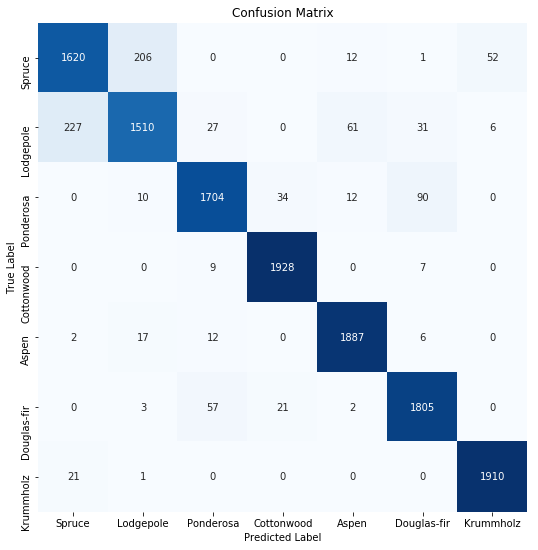 Confusion Matrix
True Label
Spruce 1620 206 0 0 12 1 52
Lodgepole 227 1510 27 0 61 31 6
Ponderosa 0 10 1704 34 12 90 0
Cottonwood 0 0 9 1928 0 7 0
Aspen 2 17 12 0 1887 6 0
Douglas-fir 0 3 57 21 2 1805 0
Krummholz 21 1 0 0 0 0 1910
Spruce Lodgepole Ponderosa Cottonwood Aspen Douglas-fir Krummholz
Predicted Label